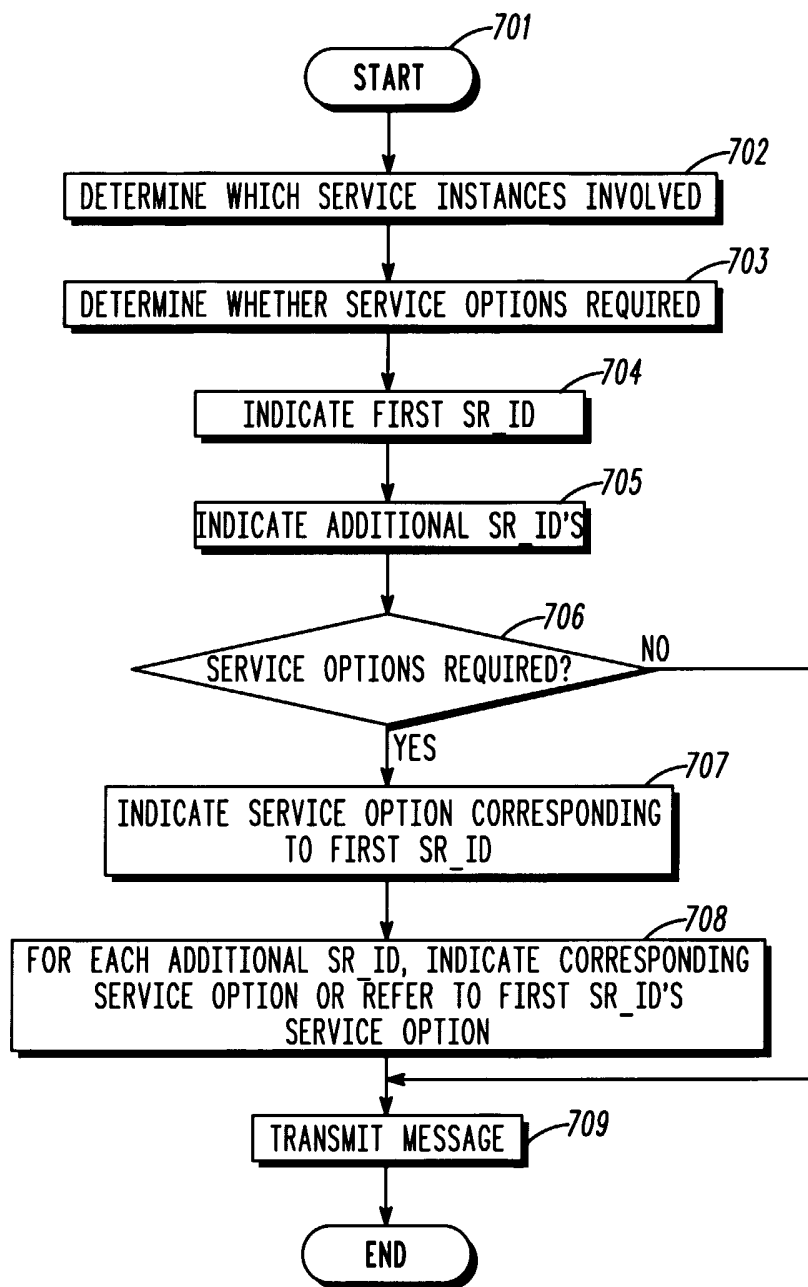 701
START
702
DETERMINE WHICH SERVICE INSTANCES INVOLVED
703
DETERMINE WHETHER SERVICE OPTIONS REQUIRED
704
INDICATE FIRST SR_ID
705
INDICATE ADDITIONAL SR_ID'S
706
SERVICE OPTIONS REQUIRED?
NO
YES
707
INDICATE SERVICE OPTION CORRESPONDING
TO FIRST SR_ID
708
FOR EACH ADDITIONAL SR_ID, INDICATE CORRESPONDING
SERVICE OPTION OR REFER TO FIRST SR_ID'S
SERVICE OPTION
TRANSMIT MESSAGE
709
END